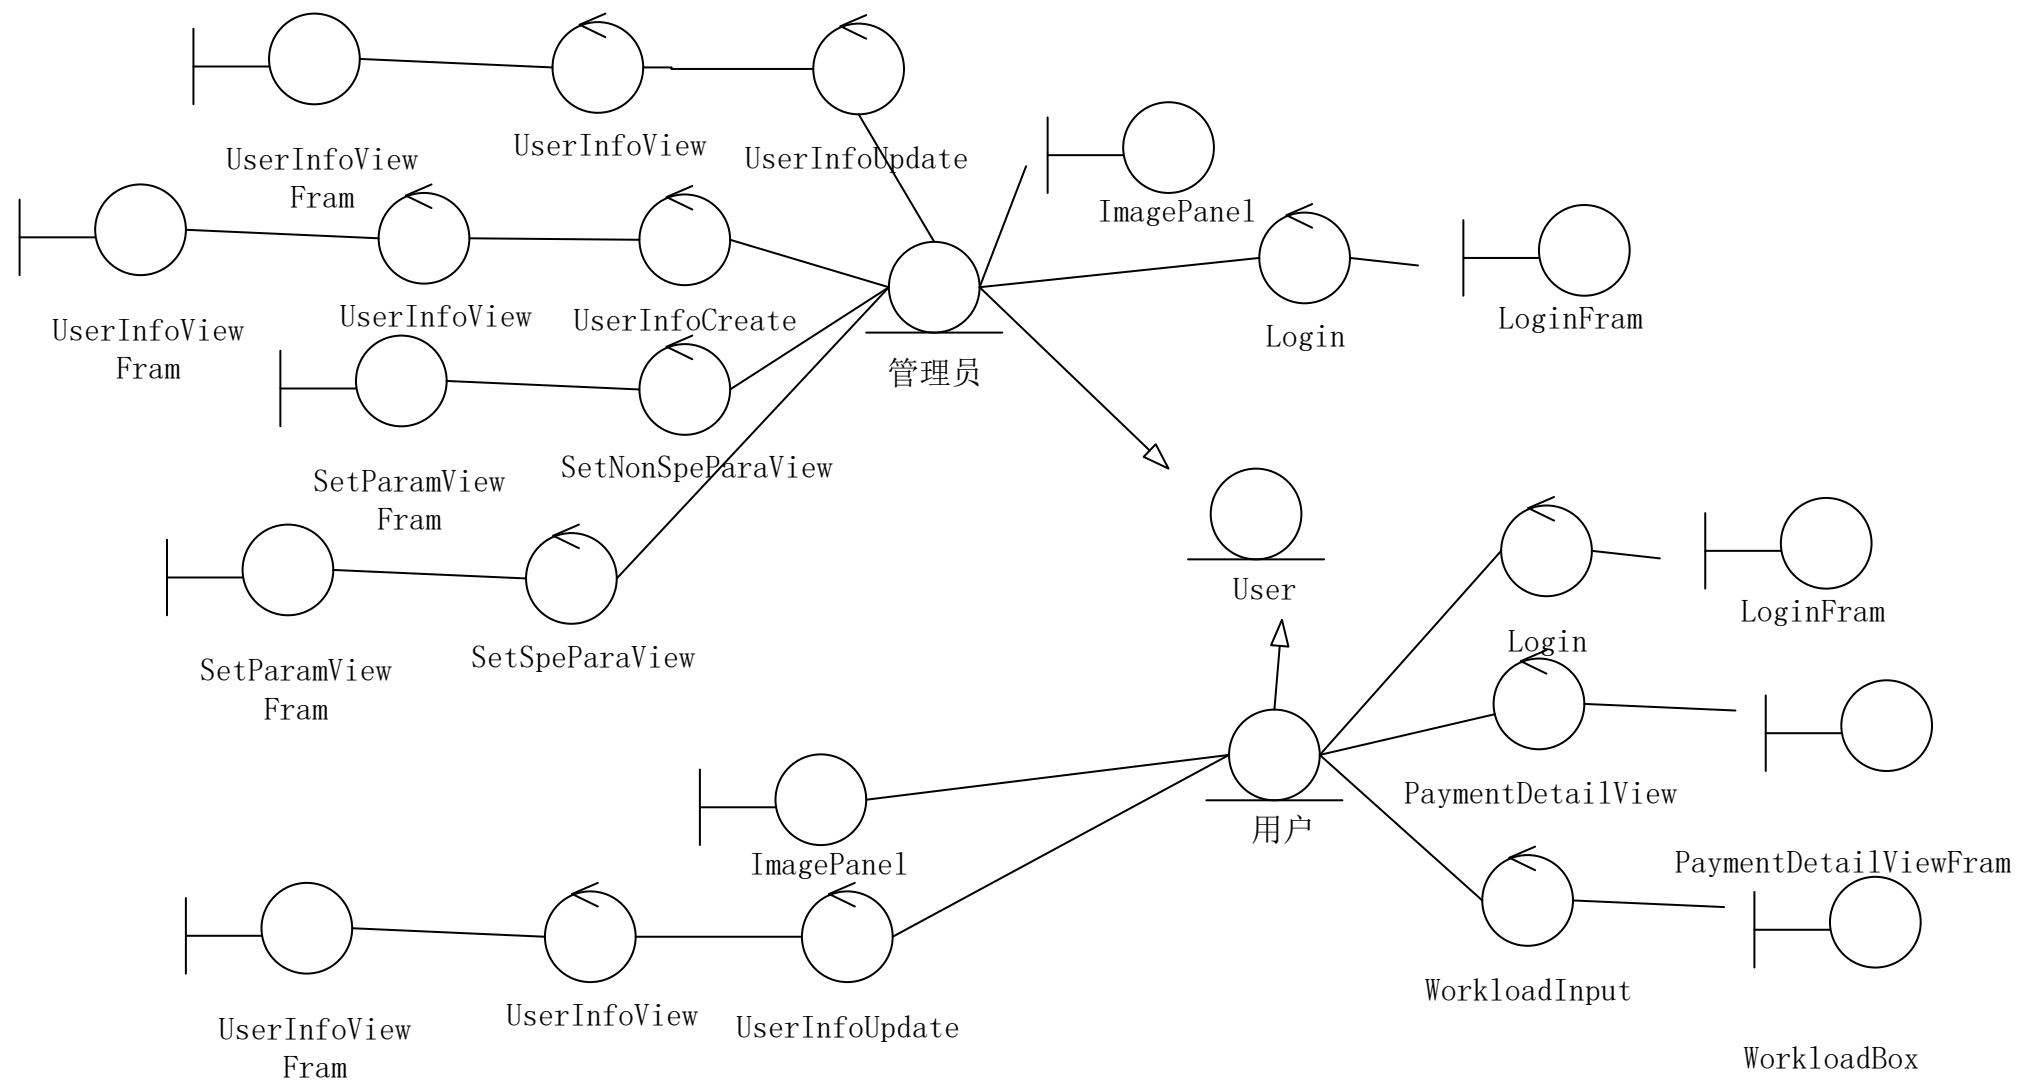 UserInfoView
Fram
UserInfoView
UserInfoUpdate
ImagePanel
UserInfoView
Fram
UserInfoView
UserInfoCreate
管理员
Login
LoginFram
SetParamView
Fram
SetNonSpeParaView
User
SetParamView
Fram
SetSpeParaView
Login
LoginFram
PaymentDetailView
用户
ImagePanel
PaymentDetailViewFram
UserInfoView
Fram
UserInfoView
UserInfoUpdate
WorkloadInput
WorkloadBox